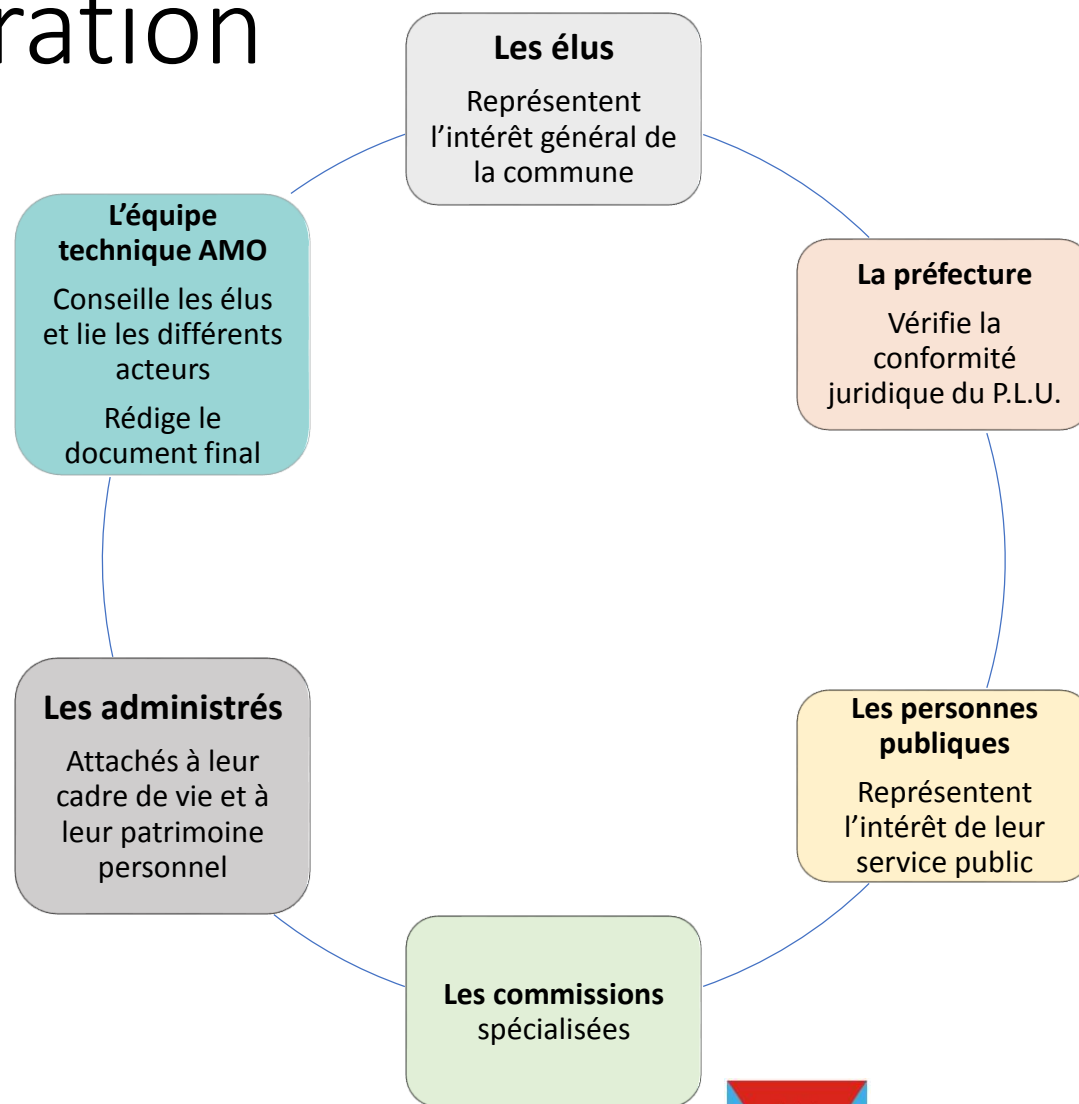 ration
Les élus
Représentent
l’intérêt général de
la commune
La préfecture
Vérifie la
conformité
juridique du P.L.U.
Les personnes
publiques
Représentent
l’intérêt de leur
service public
Les commissions
spécialisées
Les administrés
Attachés à leur
cadre de vie et à
leur patrimoine
personnel
L’équipe
technique AMO
Conseille les élus
et lie les différents
acteurs
Rédige le
document final